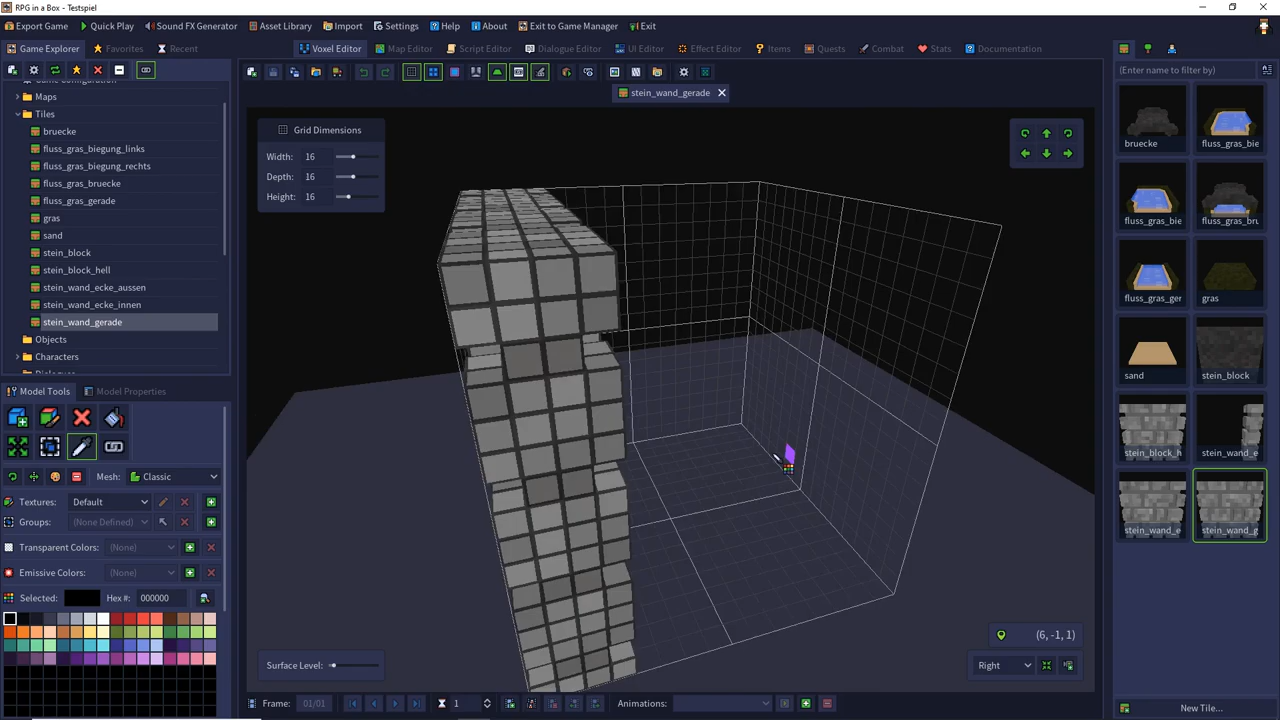 RPG in a Box - Testspiel
Export Game
Quick Play
Sound FX Generator
Asset Library
Import
Settings
Help
About
Exit to Game Manager
Exit
Game Explorer
Favorites
Recent
Voxel Editor
Map Editor
Script Editor
Dialogue Editor
UI Editor
Effect Editor
Items
Quests
Combat
Stats
Documentation
stein_wand_gerade
Maps
Tiles
bruecke
fluss_gras_biegung_links
fluss_gras_biegung_rechts
fluss_gras_bruecke
fluss_gras_gerade
gras
sand
stein_block
stein_block_hell
stein_wand_ecke_aussen
stein_wand_ecke_innen
stein_wand_gerade
Objects
Characters
Grid Dimensions
Width: 16
Depth: 16
Height: 16
Model Tools
Model Properties
Mesh: Classic
Textures: Default
Groups: (None Defined)
Transparent Colors: (None)
Emissive Colors: (None)
Selected:
Hex #: 000000
Surface Level:
(6, -1, 1)
Right
Frame: 01/01
1
Animations:
(Enter name to filter by)
bruecke
fluss_gras_bie
fluss_gras_bie
fluss_gras_bru
fluss_gras_ger
gras
sand
stein_block
stein_block_h
stein_wand_e
stein_wand_e
stein_wand_g
New Tile...